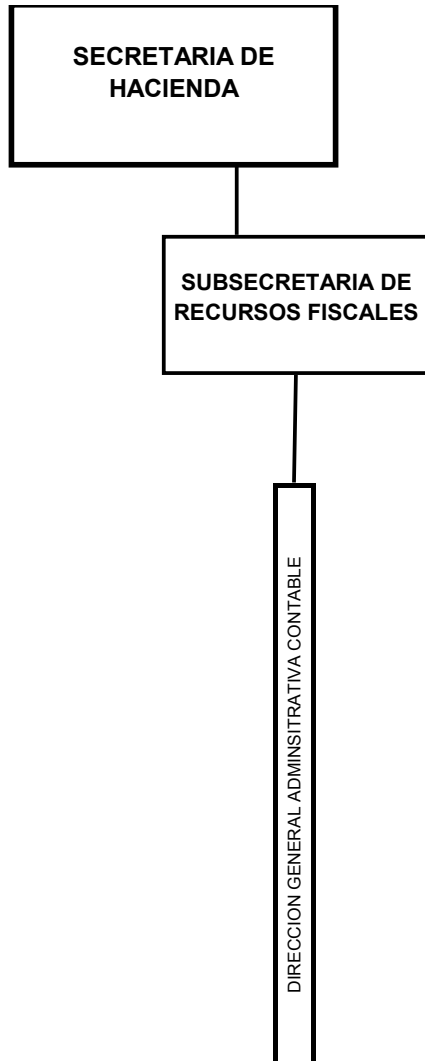 SECRETARIA DE
HACIENDA
SUBSECRETARIA DE
RECURSOS FISCALES
DIRECCION GENERAL ADMINSITRATIVA CONTABLE